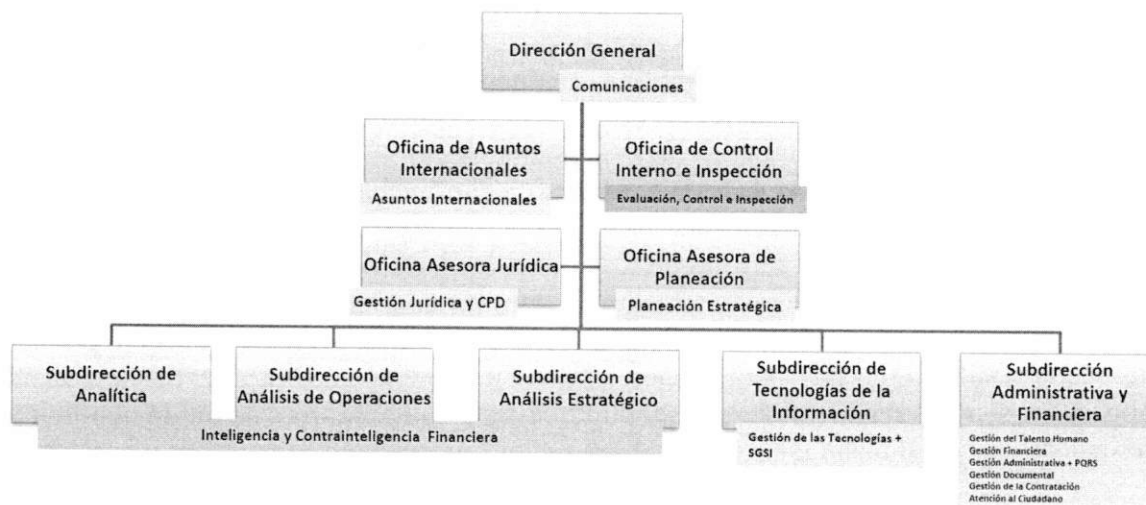 Dirección General
Comunicaciones
Oficina de Asuntos
Internacionales
Asuntos Internacionales
Oficina de Control
Interno e Inspección
Evaluación, Control e Inspección
Oficina Asesora Jurídica
Gestión Jurídica y CPD
Oficina Asesora de
Planeación
Planeación Estratégica
Subdirección de
Analítica
Subdirección de
Análisis de Operaciones
Subdirección de
Análisis Estratégico
Inteligencia y Contrainteligencia Financiera
Subdirección de
Tecnologías de la
Información
Gestión de las Tecnologías +
SGSI
Subdirección
Administrativa y
Financiera
Gestión del Talento Humano
Gestión Financiera
Gestión Administrativa + PQRS
Gestión Documental
Gestión de la Contratación
Atención al Ciudadano